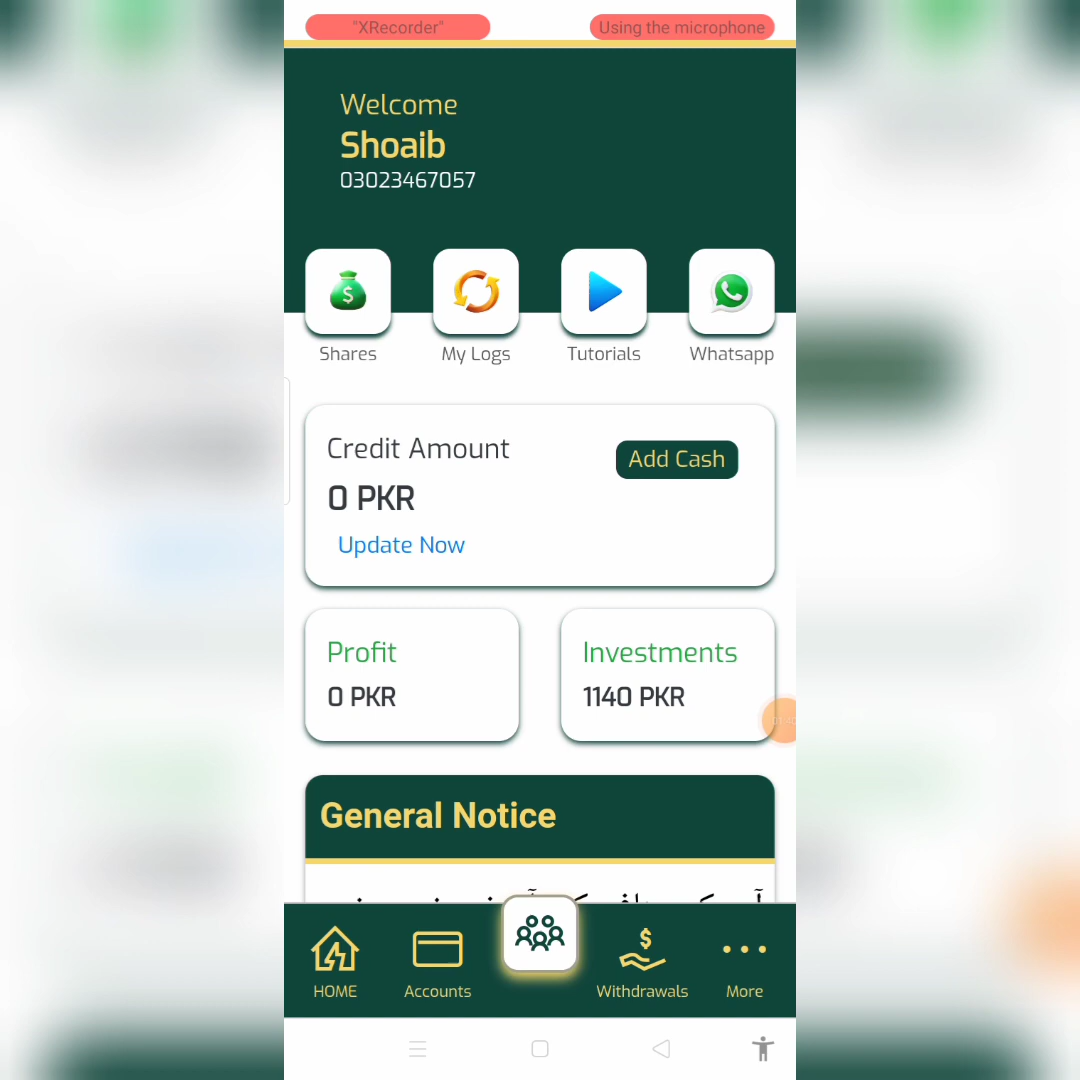 "XRecorder"
Using the microphone
Welcome
Shoaib
03023467057
Shares
My Logs
Tutorials
Whatsapp
Credit Amount
Add Cash
0 PKR
Update Now
Profit
Investments
0 PKR
1140 PKR
General Notice
HOME
Accounts
Withdrawals
More